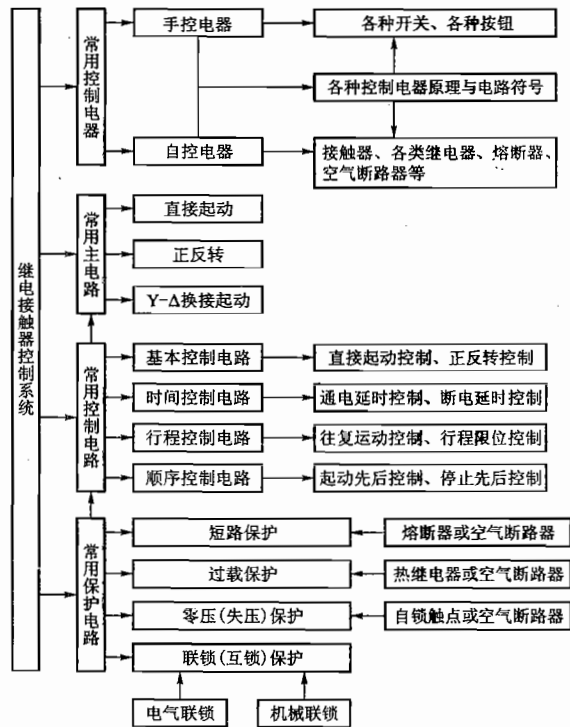 继电接触器控制系统
常用控制电器
手控电器
各种开关、各种按钮
各种控制电器原理与电路符号
自控电器
接触器、各类继电器、熔断器、
空气断路器等
常用主电路
直接起动
正反转
Y-Δ换接起动
常用控制电路
基本控制电路
直接起动控制、正反转控制
时间控制电路
通电延时控制、断电延时控制
行程控制电路
往复运动控制、行程限位控制
顺序控制电路
起动先后控制、停止先后控制
常用保护电路
短路保护
熔断器或空气断路器
过载保护
热继电器或空气断路器
零压(失压)保护
自锁触点或空气断路器
联锁(互锁)保护
电气联锁
机械联锁